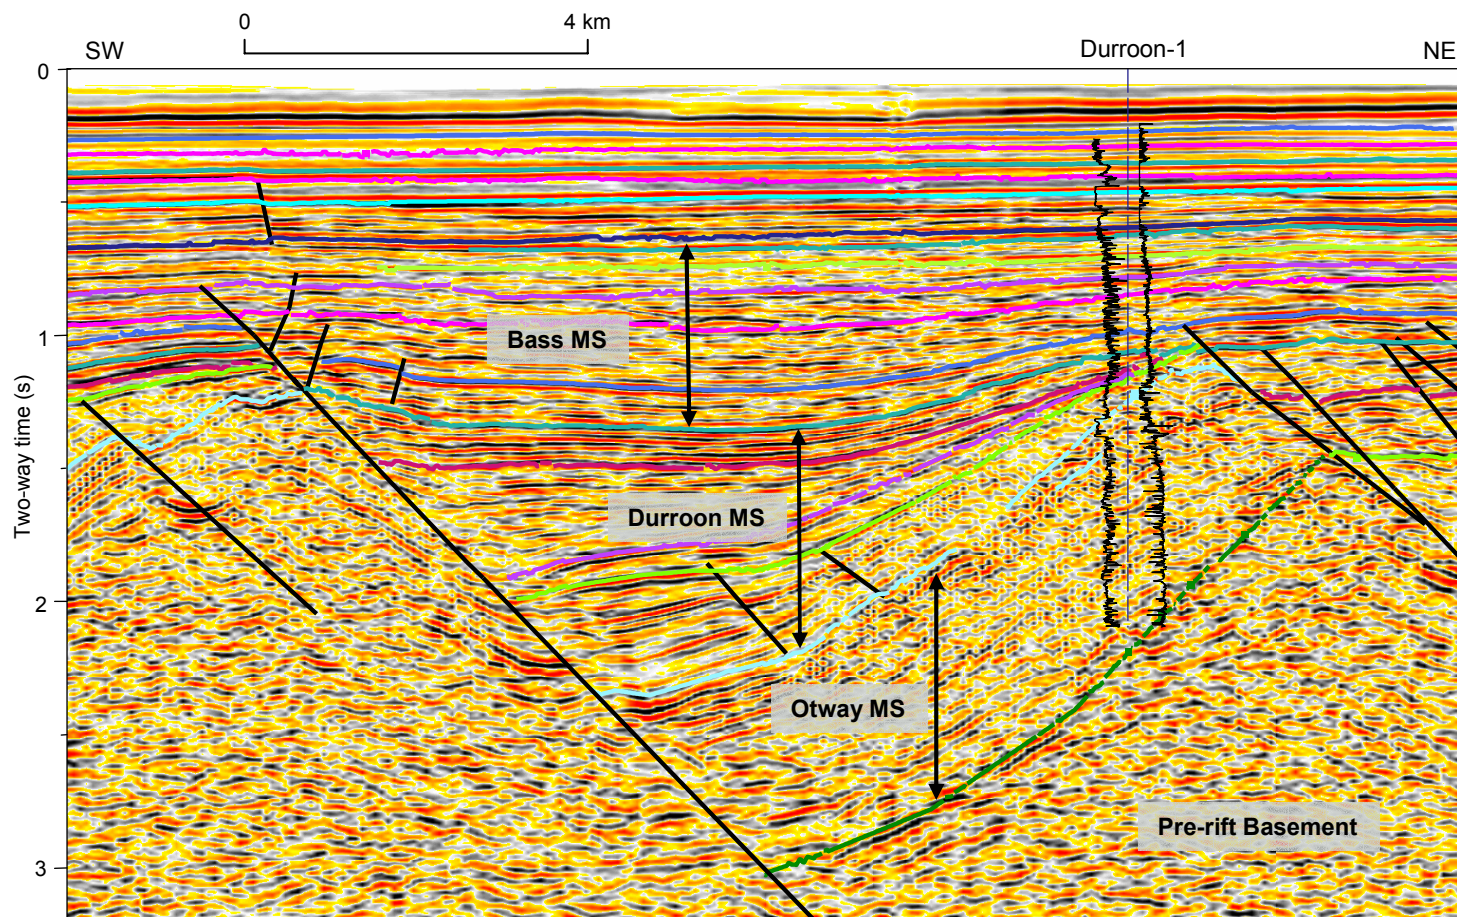 0 4 km
SW Durroon-1 NE
0
Bass MS
1
Two-way time (s)
Durroon MS
2
Otway MS
Pre-rift Basement
3